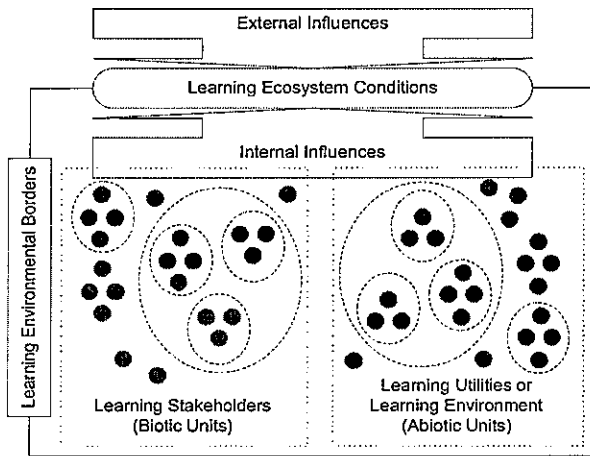 External Influences
Learning Ecosystem Conditions
Internal Influences
Learning Environmental Borders
Learning Stakeholders
(Biotic Units)
Learning Utilities or
Learning Environment
(Abiotic Units)